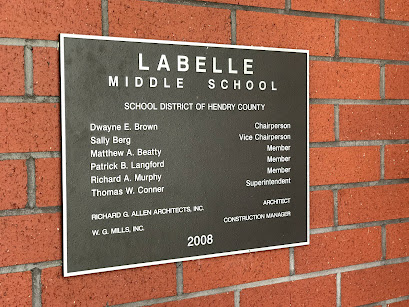 LABELLE
MIDDLE SCHOOL
SCHOOL DISTRICT OF HENDRY COUNTY
Dwayne E. Brown Chairperson
Sally Berg Vice Chairperson
Matthew A. Beatty Member
Patrick B. Langford Member
Richard A. Murphy Member
Thomas W. Conner Superintendent
RICHARD G. ALLEN ARCHITECTS, INC. ARCHITECT
W. G. MILLS, INC. CONSTRUCTION MANAGER
2008